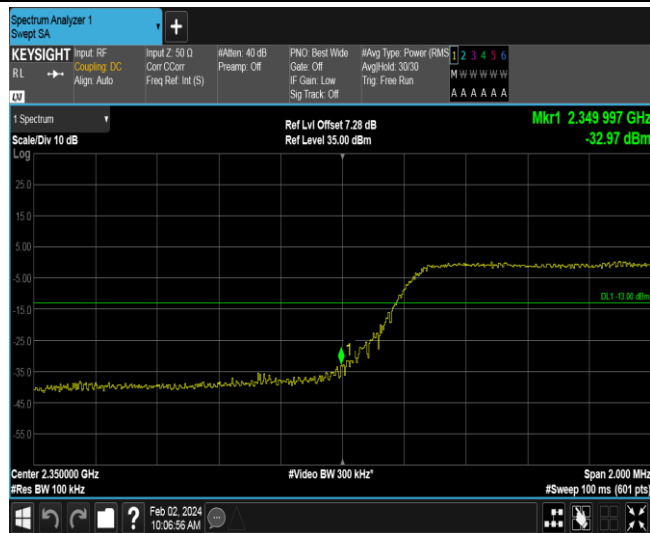 Spectrum Analyzer 1
Swept SA
+
KEYSIGHT
RL
Input: RF
Coupling: DC
Align: Auto
Input Z: 50 Ω
Corr CCorr
Freq Ref: Int (S)
#Atten: 40 dB
Preamp: Off
PNO: Best Wide
Gate: Off
IF Gain: Low
Sig Track: Off
#Avg Type: Power (RMS
Avg|Hold: 30/30
Trig: Free Run
1 2 3 4 5 6
M W W W W W
A A A A A A
1 Spectrum
Scale/Div 10 dB
Log
Ref Lvl Offset 7.28 dB
Ref Level 35.00 dBm
Mkr1 2.349 997 GHz
-32.97 dBm
25.0
15.0
5.00
-5.00
-15.0
-25.0
-35.0
-45.0
-55.0
DL1 -13.00 dBm
1
Center 2.350000 GHz
#Res BW 100 kHz
#Video BW 300 kHz*
Span 2.000 MHz
#Sweep 100 ms (601 pts)
?
Feb 02, 2024
10:06:56 AM